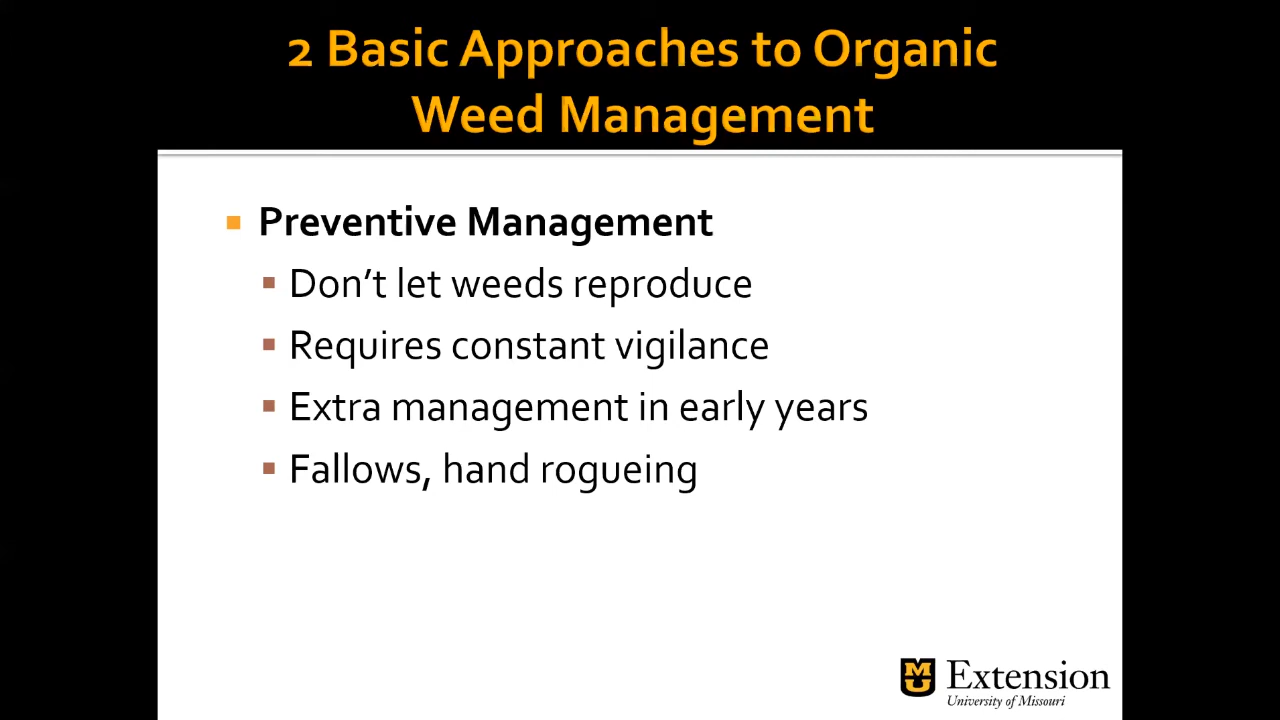 2 Basic Approaches to Organic
Weed Management
Preventive Management
Don't let weeds reproduce
Requires constant vigilance
Extra management in early years
Fallows, hand rogueing
MU Extension
University of Missouri